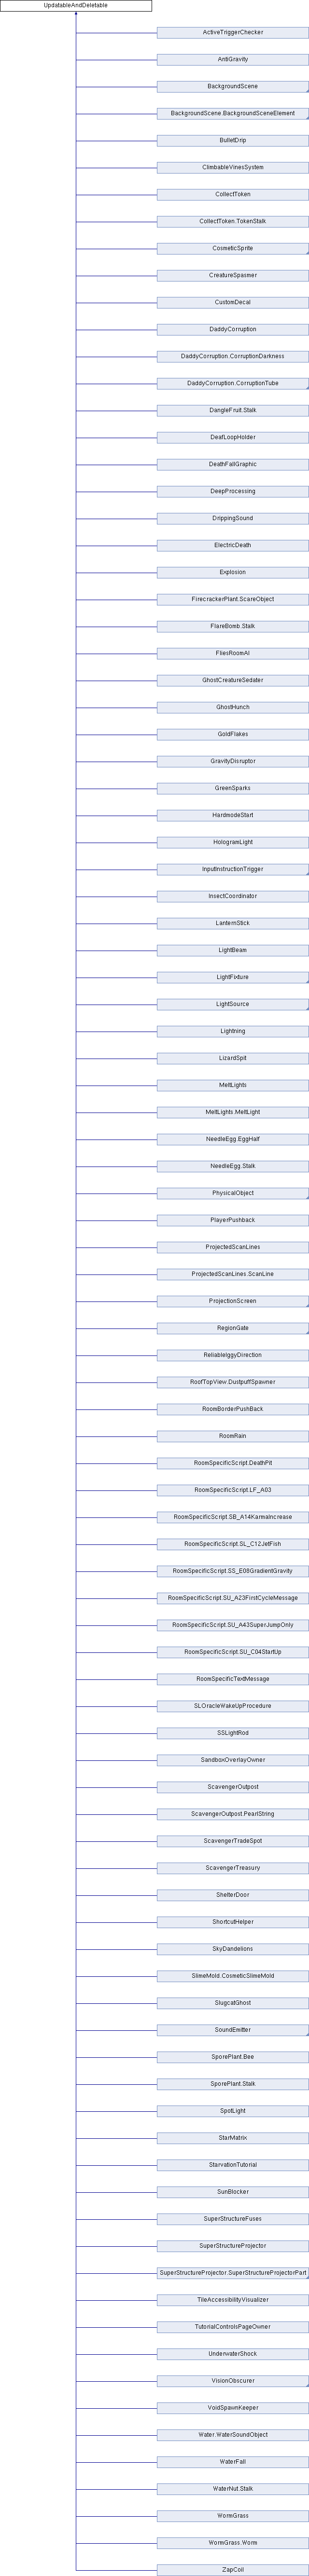 UpdatableAndDeletable
ActiveTriggerChecker
AntiGravity
BackgroundScene
BackgroundScene.BackgroundSceneElement
BulletDrip
ClimbableVinesSystem
CollectToken
CollectToken.TokenStalk
CosmeticSprite
CreatureSpasmer
CustomDecal
DaddyCorruption
DaddyCorruption.CorruptionDarkness
DaddyCorruption.CorruptionTube
DangleFruit.Stalk
DeafLoopHolder
DeathFallGraphic
DeepProcessing
DrippingSound
ElectricDeath
Explosion
FirecrackerPlant.ScareObject
FlareBomb.Stalk
FliesRoomAI
GhostCreatureSedater
GhostHunch
GoldFlakes
GravityDisruptor
GreenSparks
HardmodeStart
HologramLight
InputInstructionTrigger
InsectCoordinator
LanternStick
LightBeam
LightFixture
LightSource
Lightning
LizardSpit
MeltLights
MeltLights.MeltLight
NeedleEgg.EggHalf
NeedleEgg.Stalk
PhysicalObject
PlayerPushback
ProjectedScanLines
ProjectedScanLines.ScanLine
ProjectionScreen
RegionGate
ReliableIggyDirection
RoofTopView.DustpuffSpawner
RoomBorderPushBack
RoomRain
RoomSpecificScript.DeathPit
RoomSpecificScript.LF_A03
RoomSpecificScript.SB_A14KarmaIncrease
RoomSpecificScript.SL_C12JetFish
RoomSpecificScript.SS_E08GradientGravity
RoomSpecificScript.SU_A23FirstCycleMessage
RoomSpecificScript.SU_A43SuperJumpOnly
RoomSpecificScript.SU_C04StartUp
RoomSpecificTextMessage
SLOracleWakeUpProcedure
SSLightRod
SandboxOverlayOwner
ScavengerOutpost
ScavengerOutpost.PearlString
ScavengerTradeSpot
ScavengerTreasury
ShelterDoor
ShortcutHelper
SkyDandelions
SlimeMold.CosmeticSlimeMold
SlugcatGhost
SoundEmitter
SporePlant.Bee
SporePlant.Stalk
SpotLight
StarMatrix
StarvationTutorial
SunBlocker
SuperStructureFuses
SuperStructureProjector
SuperStructureProjector.SuperStructureProjectorPart
TileAccessibilityVisualizer
TutorialControlsPageOwner
UnderwaterShock
VisionObscurer
VoidSpawnKeeper
Water.WaterSoundObject
WaterFall
WaterNut.Stalk
WormGrass
WormGrass.Worm
ZapCoil